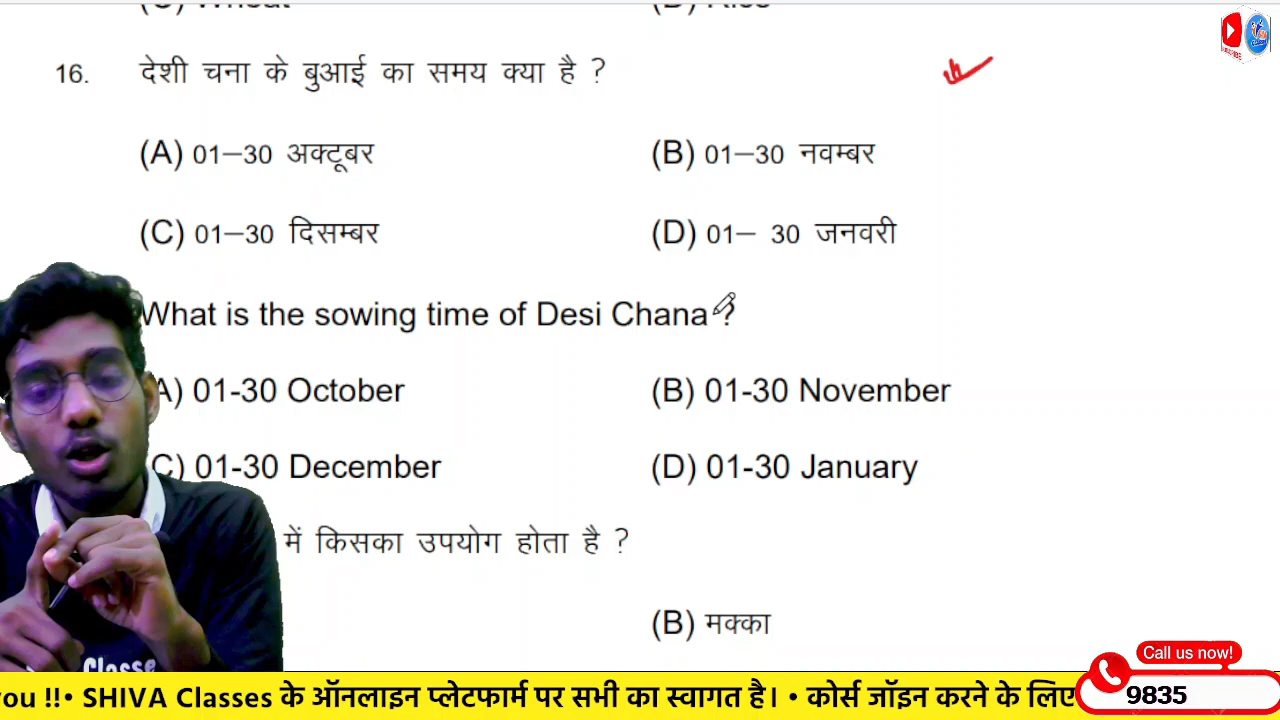 16. देशी चना के बुआई का समय क्या है ?
(A) 01–30 अक्टूबर (B) 01–30 नवम्बर
(C) 01–30 दिसम्बर (D) 01– 30 जनवरी
What is the sowing time of Desi Chana ?
A) 01-30 October (B) 01-30 November
C) 01-30 December (D) 01-30 January
में किसका उपयोग होता है ?
(B) मक्का
Classe
Call us now!
you !!• SHIVA Classes के ऑनलाइन प्लेटफार्म पर सभी का स्वागत है। • कोर्स जॉइन करने के लिए 9835